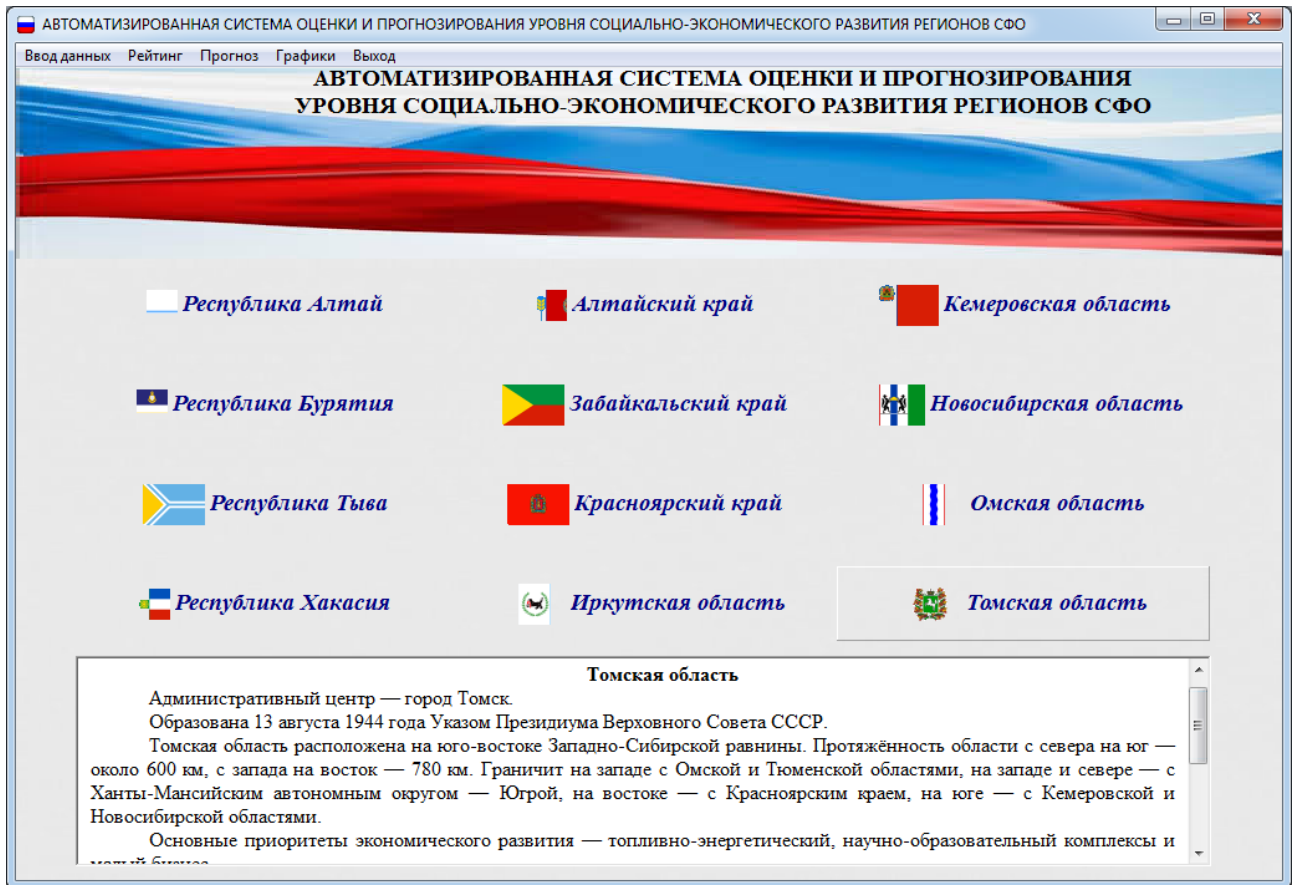 АВТОМАТИЗИРОВАННАЯ СИСТЕМА ОЦЕНКИ И ПРОГНОЗИРОВАНИЯ УРОВНЯ СОЦИАЛЬНО-ЭКОНОМИЧЕСКОГО РАЗВИТИЯ РЕГИОНОВ СФО
Ввод данных Рейтинг Прогноз Графики Выход
АВТОМАТИЗИРОВАННАЯ СИСТЕМА ОЦЕНКИ И ПРОГНОЗИРОВАНИЯ
УРОВНЯ СОЦИАЛЬНО-ЭКОНОМИЧЕСКОГО РАЗВИТИЯ РЕГИОНОВ СФО
Республика Алтай Алтайский край Кемеровская область
Республика Бурятия Забайкальский край Новосибирская область
Республика Тыва Красноярский край Омская область
Республика Хакасия Иркутская область Томская область
Томская область
Административный центр — город Томск.
Образована 13 августа 1944 года Указом Президиума Верховного Совета СССР.
Томская область расположена на юго-востоке Западно-Сибирской равнины. Протяжённость области с севера на юг —
около 600 км, с запада на восток — 780 км. Граничит на западе с Омской и Тюменской областями, на западе и севере — с
Ханты-Мансийским автономным округом — Югрой, на востоке — с Красноярским краем, на юге — с Кемеровской и
Новосибирской областями.
Основные приоритеты экономического развития — топливно-энергетический, научно-образовательный комплексы и
малый бизнес.